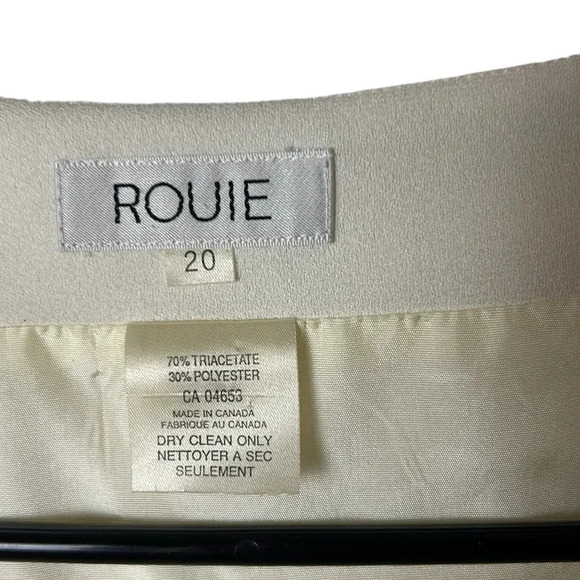 ROUIE
20
70% TRIACETATE
30% POLYESTER
CA 04653
MADE IN CANADA
FABRIQUE AU CANADA
DRY CLEAN ONLY
NETTOYER A SEC
SEULEMENT